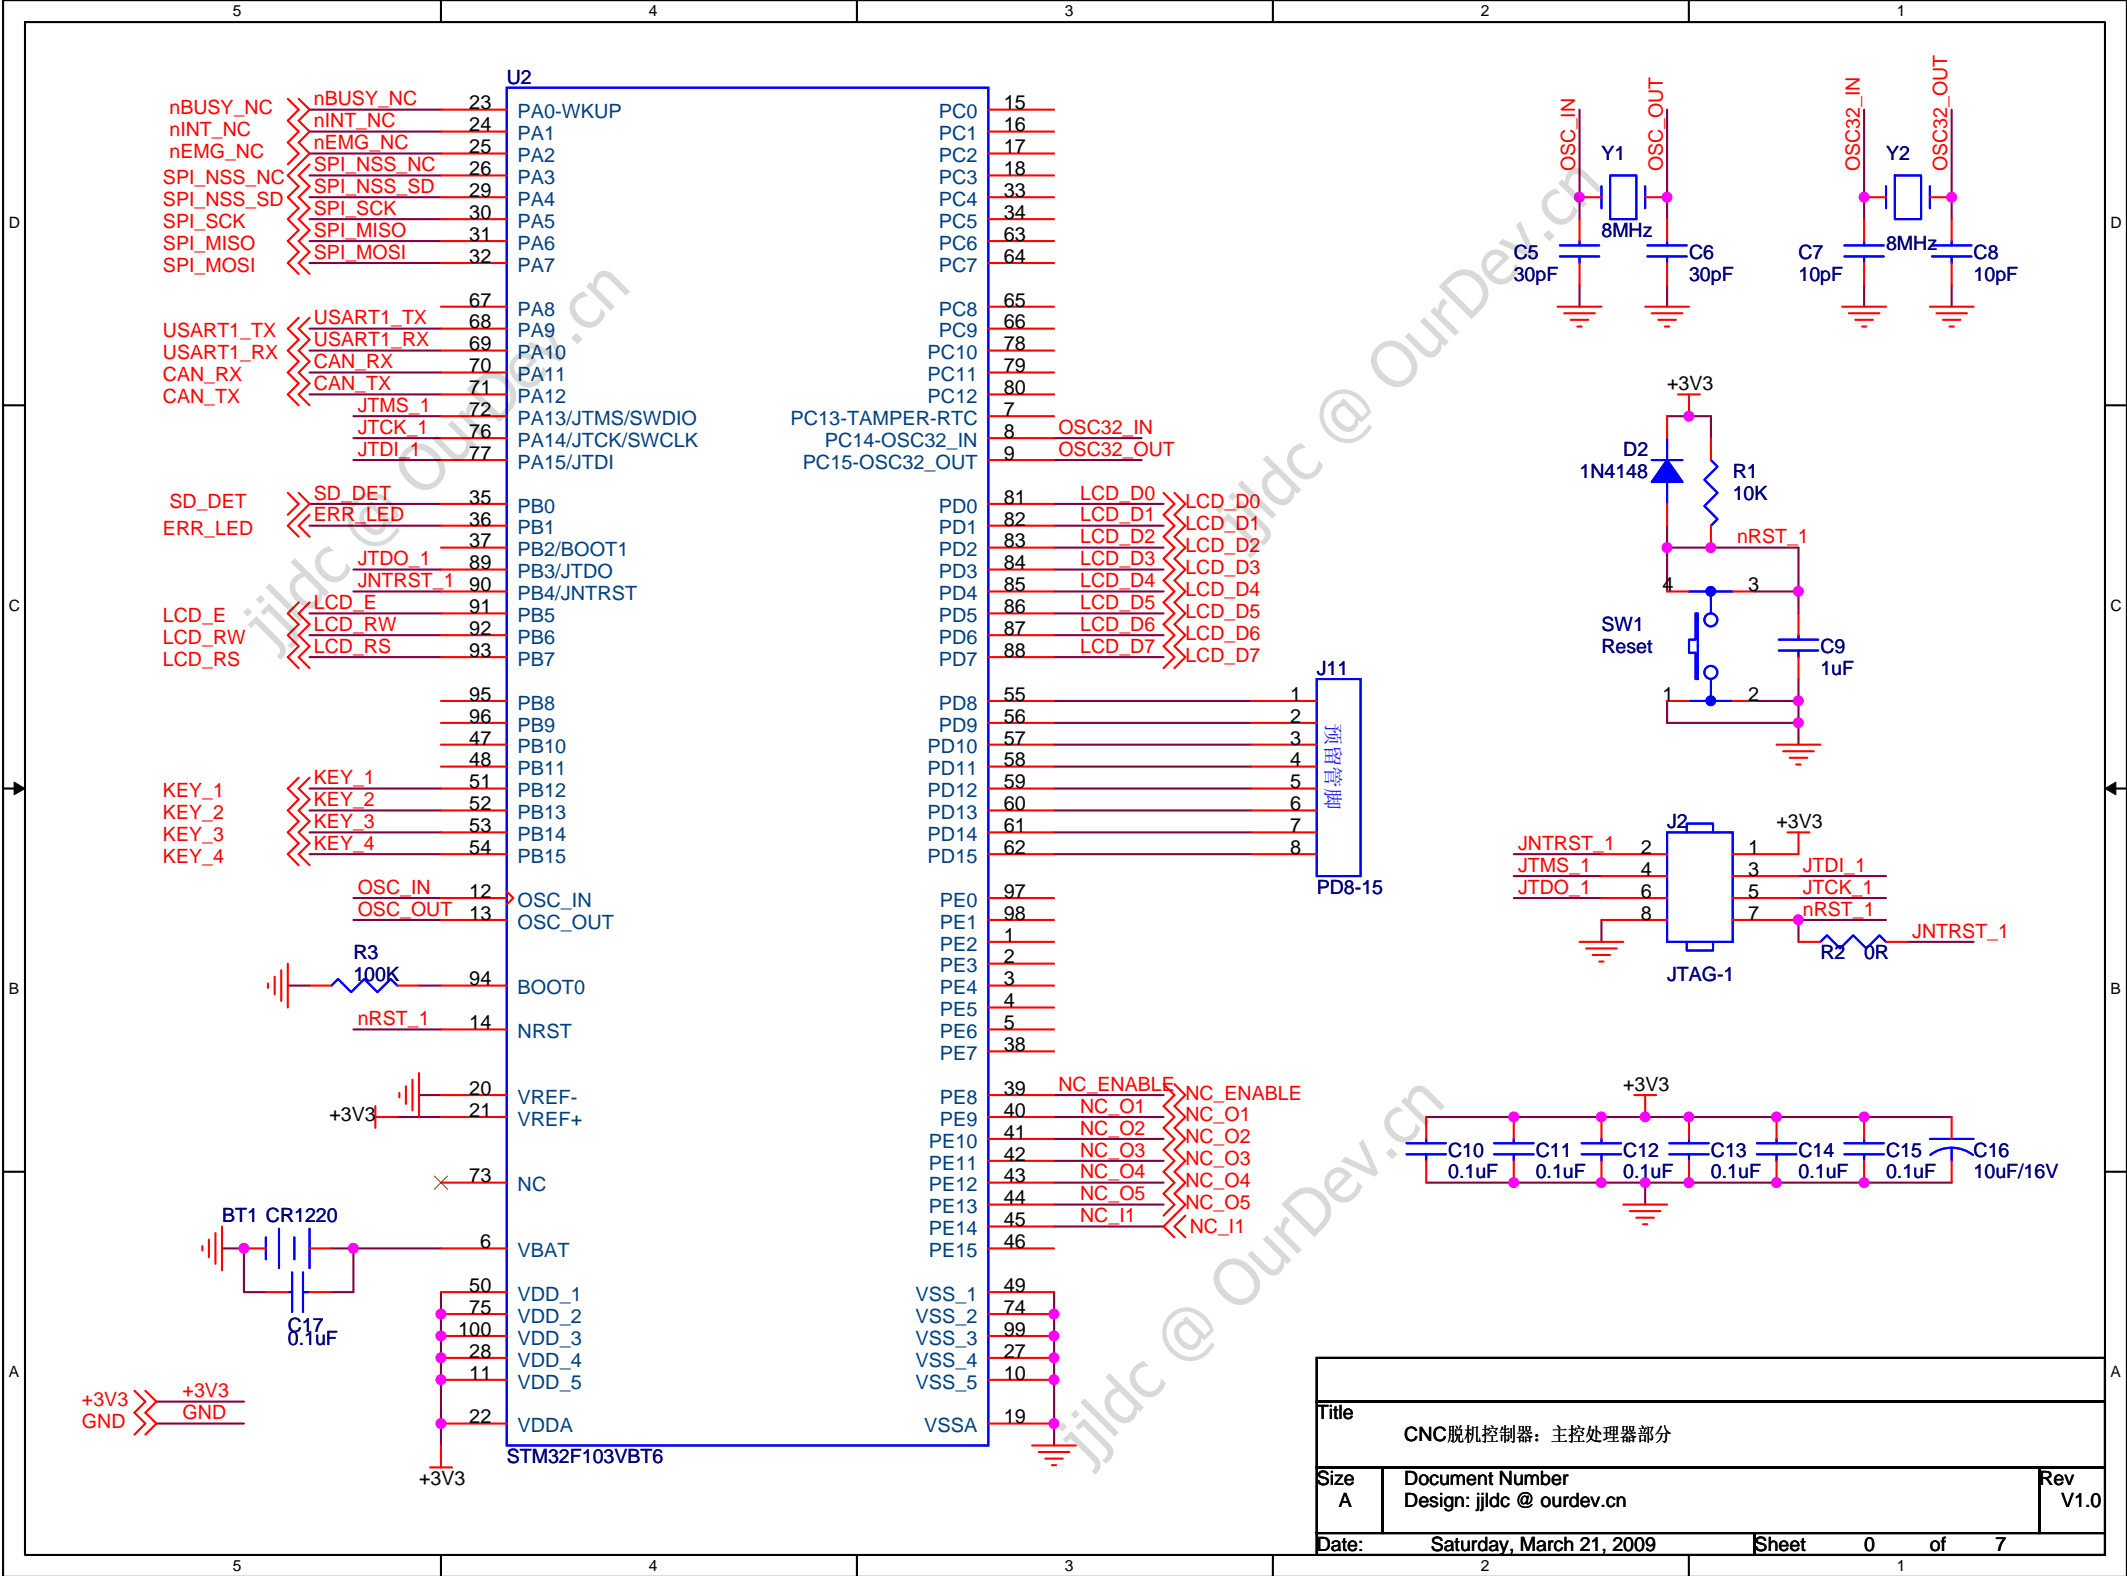 5 4 3 2 1
D
C
B
A
D
C
B
A
U2
nBUSY_NC nBUSY_NC 23 PA0-WKUP
nINT_NC nINT_NC 24 PA1
nEMG_NC nEMG_NC 25 PA2
SPI_NSS_NC SPI_NSS_NC 26 PA3
SPI_NSS_SD SPI_NSS_SD 29 PA4
SPI_SCK SPI_SCK 30 PA5
SPI_MISO SPI_MISO 31 PA6
SPI_MOSI SPI_MOSI 32 PA7
67 PA8
USART1_TX USART1_TX 68 PA9
USART1_RX USART1_RX 69 PA10
CAN_RX CAN_RX 70 PA11
CAN_TX CAN_TX 71 PA12
JTMS_1 72 PA13/JTMS/SWDIO
JTCK_1 76 PA14/JTCK/SWCLK
JTDI_1 77 PA15/JTDI
SD_DET SD_DET 35 PB0
ERR_LED ERR_LED 36 PB1
37 PB2/BOOT1
JTDO_1 89 PB3/JTDO
JNTRST_1 90 PB4/JNTRST
LCD_E LCD_E 91 PB5
LCD_RW LCD_RW 92 PB6
LCD_RS LCD_RS 93 PB7
95 PB8
96 PB9
47 PB10
48 PB11
KEY_1 KEY_1 51 PB12
KEY_2 KEY_2 52 PB13
KEY_3 KEY_3 53 PB14
KEY_4 KEY_4 54 PB15
OSC_IN 12 OSC_IN
OSC_OUT 13 OSC_OUT
R3
100K 94 BOOT0
nRST_1 14 NRST
20 VREF-
+3V3 21 VREF+
73 NC
BT1 CR1220
6 VBAT
C17
0.1uF
50 VDD_1
75 VDD_2
100 VDD_3
28 VDD_4
11 VDD_5
22 VDDA
+3V3
+3V3 +3V3
GND GND
STM32F103VBT6
PC0 15
PC1 16
PC2 17
PC3 18
PC4 33
PC5 34
PC6 63
PC7 64
PC8 65
PC9 66
PC10 78
PC11 79
PC12 80
PC13-TAMPER-RTC 7
PC14-OSC32_IN 8 OSC32_IN
PC15-OSC32_OUT 9 OSC32_OUT
PD0 81 LCD_D0 LCD_D0
PD1 82 LCD_D1 LCD_D1
PD2 83 LCD_D2 LCD_D2
PD3 84 LCD_D3 LCD_D3
PD4 85 LCD_D4 LCD_D4
PD5 86 LCD_D5 LCD_D5
PD6 87 LCD_D6 LCD_D6
PD7 88 LCD_D7 LCD_D7
J11
PD8 55 1
PD9 56 2
PD10 57 3
PD11 58 4
PD12 59 5
PD13 60 6
PD14 61 7
PD15 62 8
预留管脚
PD8-15
PE0 97
PE1 98
PE2 1
PE3 2
PE4 3
PE5 4
PE6 5
PE7 38
PE8 39 NC_ENABLE NC_ENABLE
PE9 40 NC_O1 NC_O1
PE10 41 NC_O2 NC_O2
PE11 42 NC_O3 NC_O3
PE12 43 NC_O4 NC_O4
PE13 44 NC_O5 NC_O5
PE14 45 NC_I1 NC_I1
PE15 46
VSS_1 49
VSS_2 74
VSS_3 99
VSS_4 27
VSS_5 10
VSSA 19
OSC_IN
OSC_OUT
Y1
8MHz
C5
30pF
C6
30pF
OSC32_IN
OSC32_OUT
Y2
8MHz
C7
10pF
C8
10pF
+3V3
D2
1N4148
R1
10K
nRST_1
4 3
SW1
Reset
C9
1uF
1 2
J2
+3V3
JNTRST_1 2 1
JTMS_1 4 3 JTDI_1
JTDO_1 6 5 JTCK_1
8 7 nRST_1
R2 0R JNTRST_1
JTAG-1
+3V3
C10 C11 C12 C13 C14 C15 C16
0.1uF 0.1uF 0.1uF 0.1uF 0.1uF 0.1uF 10uF/16V
jjldc @ OurDev.cn
jjldc @ OurDev.cn
jjldc @ OurDev.cn
Title
CNC脱机控制器：主控处理器部分
Size Document Number Rev
A Design: jjldc @ ourdev.cn V1.0
Date: Saturday, March 21, 2009 Sheet 0 of 7
5 4 3 2 1